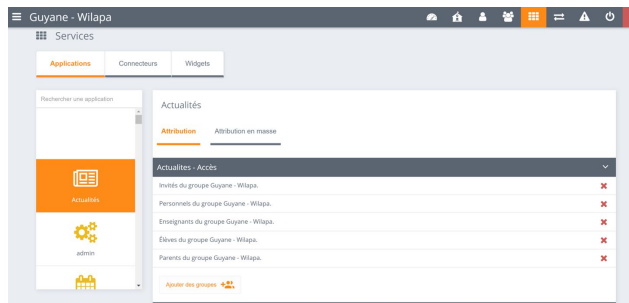 Guyane - Wilapa
Services
Applications Connecteurs Widgets
Rechercher une application
Actualités
Attribution Attribution en masse
Actualites - Accès
Invités du groupe Guyane - Wilapa.
Personnels du groupe Guyane - Wilapa.
Enseignants du groupe Guyane - Wilapa.
Élèves du groupe Guyane - Wilapa.
Parents du groupe Guyane - Wilapa.
Ajouter des groupes
Actualités
admin